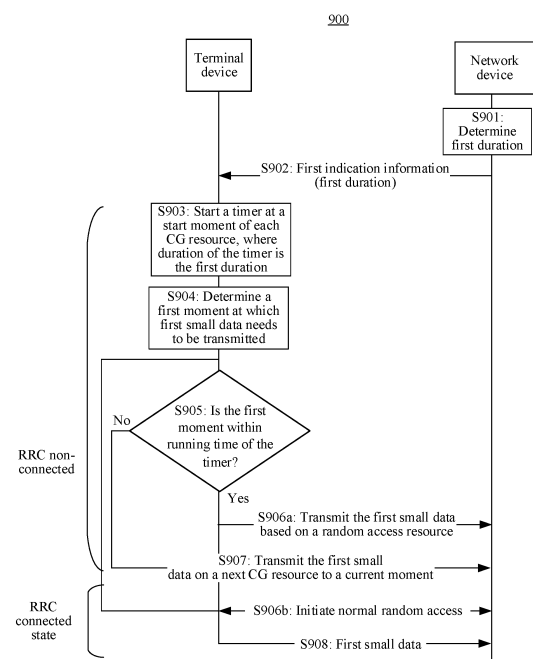 900
Terminal
device
Network
device
S901:
Determine
first duration
S902: First indication information
(first duration)
S903: Start a timer at a
start moment of each
CG resource, where
duration of the timer is
the first duration
S904: Determine a
first moment at which
first small data needs
to be transmitted
No
S905: Is the first
moment within
running time of the
timer?
RRC non-
connected
Yes
S906a: Transmit the first small data
based on a random access resource
S907: Transmit the first small
data on a next CG resource to a current moment
RRC
connected
state
S906b: Initiate normal random access
S908: First small data